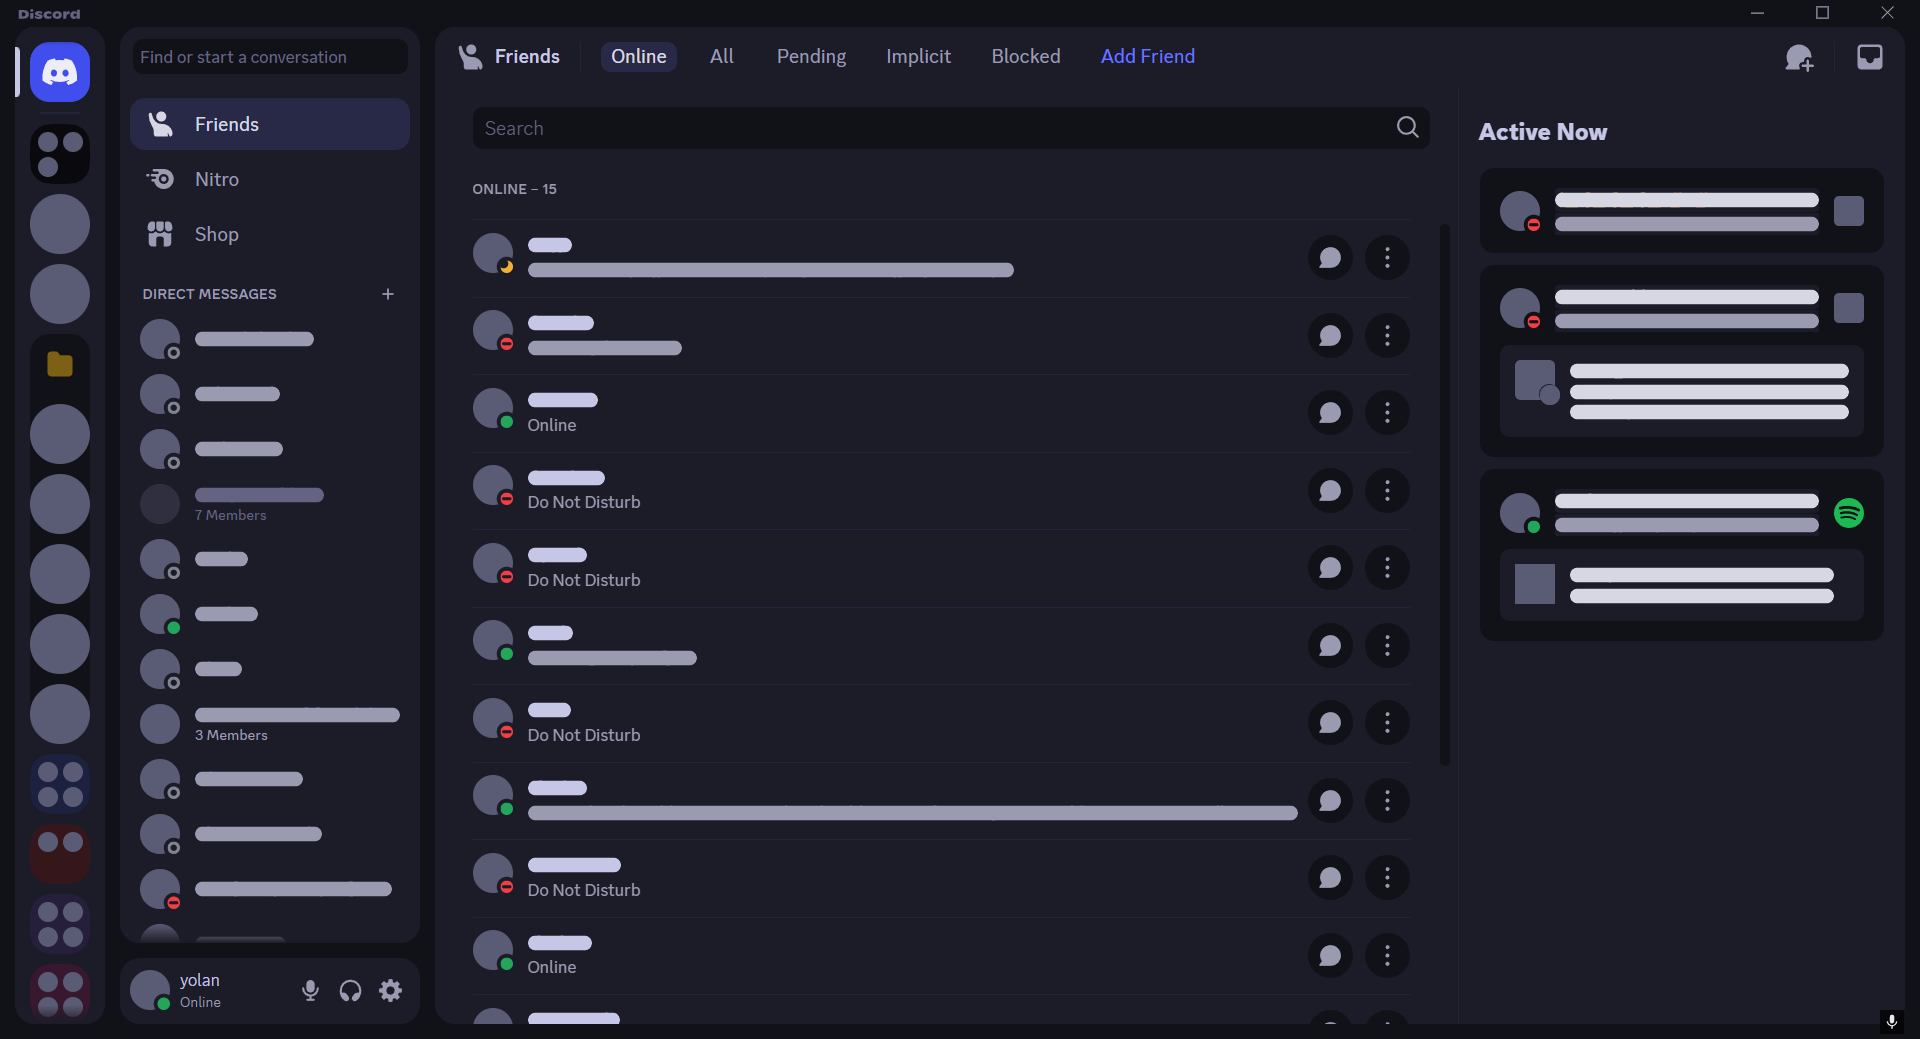 Discord
Find or start a conversation
Friends
Nitro
Shop
DIRECT MESSAGES
7 Members
3 Members
yolan
Online
Friends
Online
All
Pending
Implicit
Blocked
Add Friend
Search
ONLINE – 15
Online
Do Not Disturb
Do Not Disturb
Do Not Disturb
Do Not Disturb
Online
Active Now